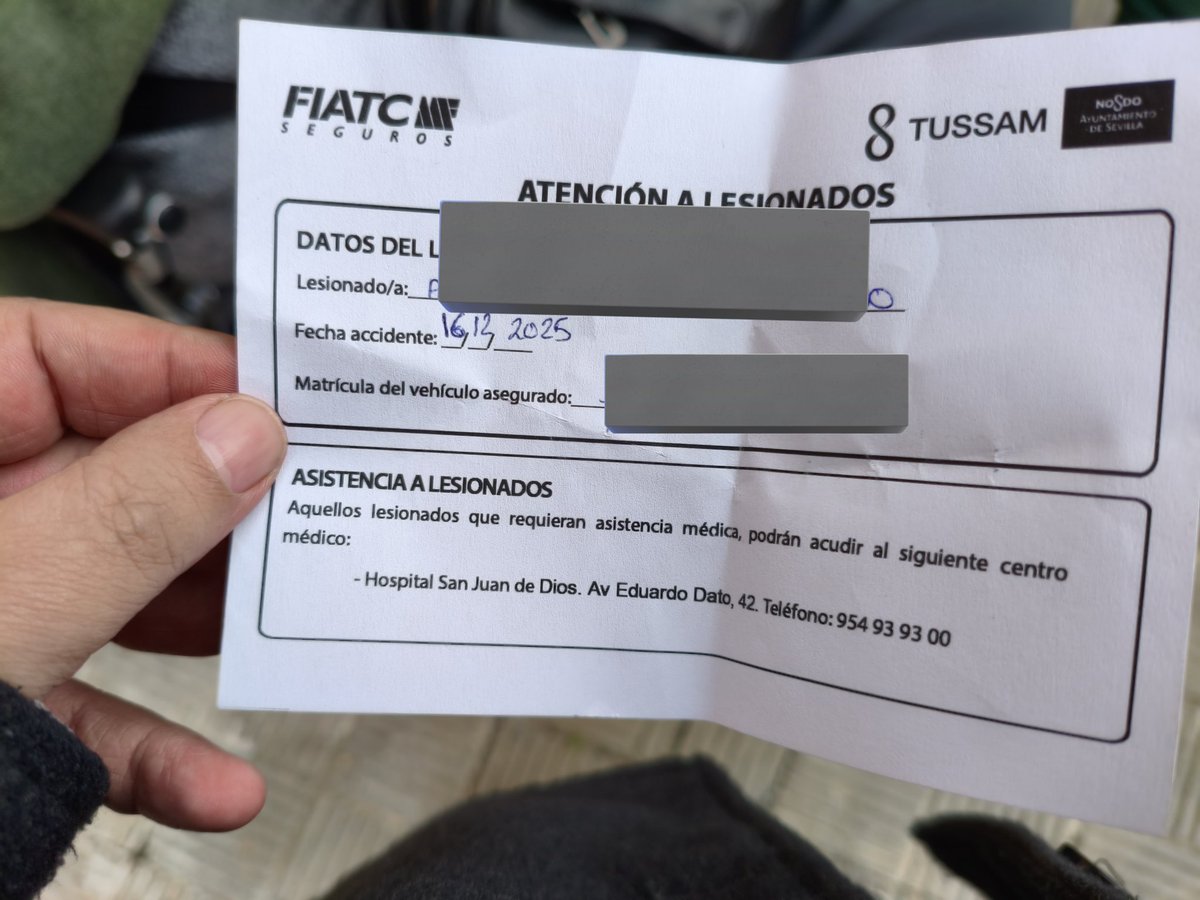 FIATC
SEGUROS
TUSSAM
NO8DO
AYUNTAMIENTO
DE SEVILLA
ATENCIÓN A LESIONADOS
DATOS DEL L
Lesionado/a:
Fecha accidente: 16/12/2025
Matrícula del vehículo asegurado:
ASISTENCIA A LESIONADOS
Aquellos lesionados que requieran asistencia médica, podrán acudir al siguiente centro
médico:
- Hospital San Juan de Dios. Av Eduardo Dato, 42. Teléfono: 954 93 93 00